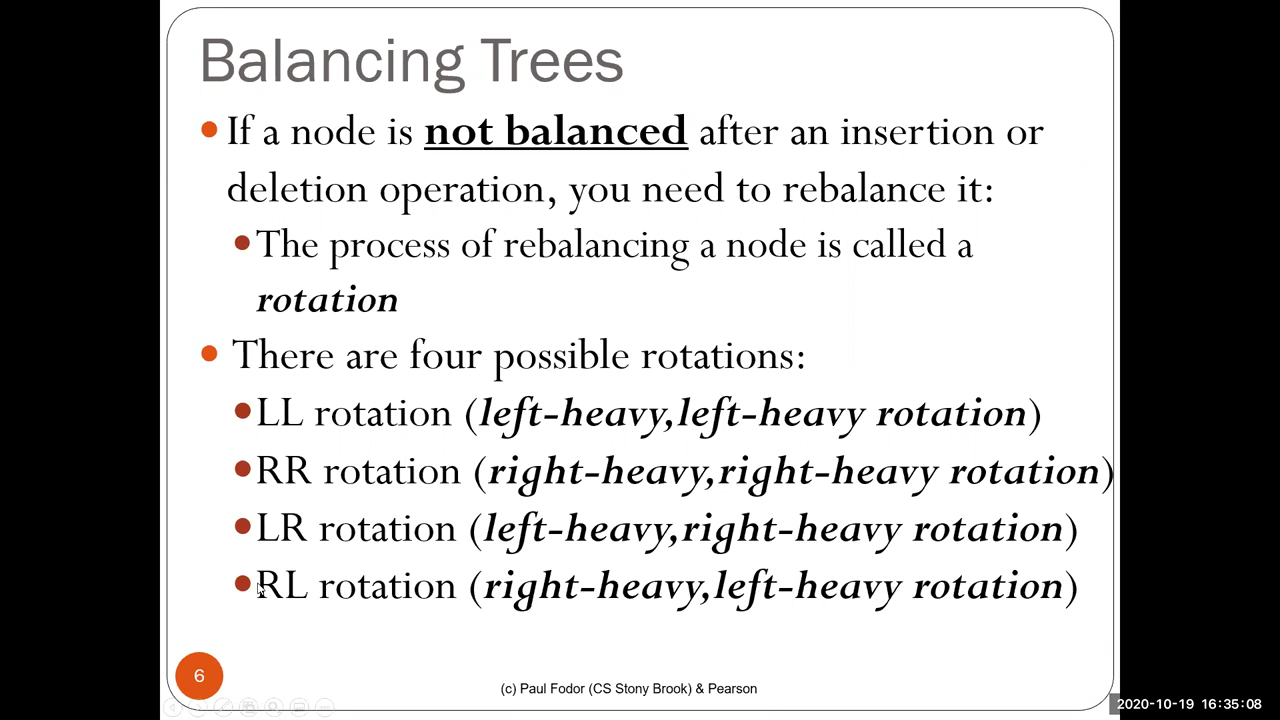 Balancing Trees
If a node is not balanced after an insertion or
deletion operation, you need to rebalance it:
The process of rebalancing a node is called a
rotation
There are four possible rotations:
LL rotation (left-heavy,left-heavy rotation)
RR rotation (right-heavy,right-heavy rotation)
LR rotation (left-heavy,right-heavy rotation)
RL rotation (right-heavy,left-heavy rotation)
6
(c) Paul Fodor (CS Stony Brook) & Pearson
2020-10-19 16:35:08